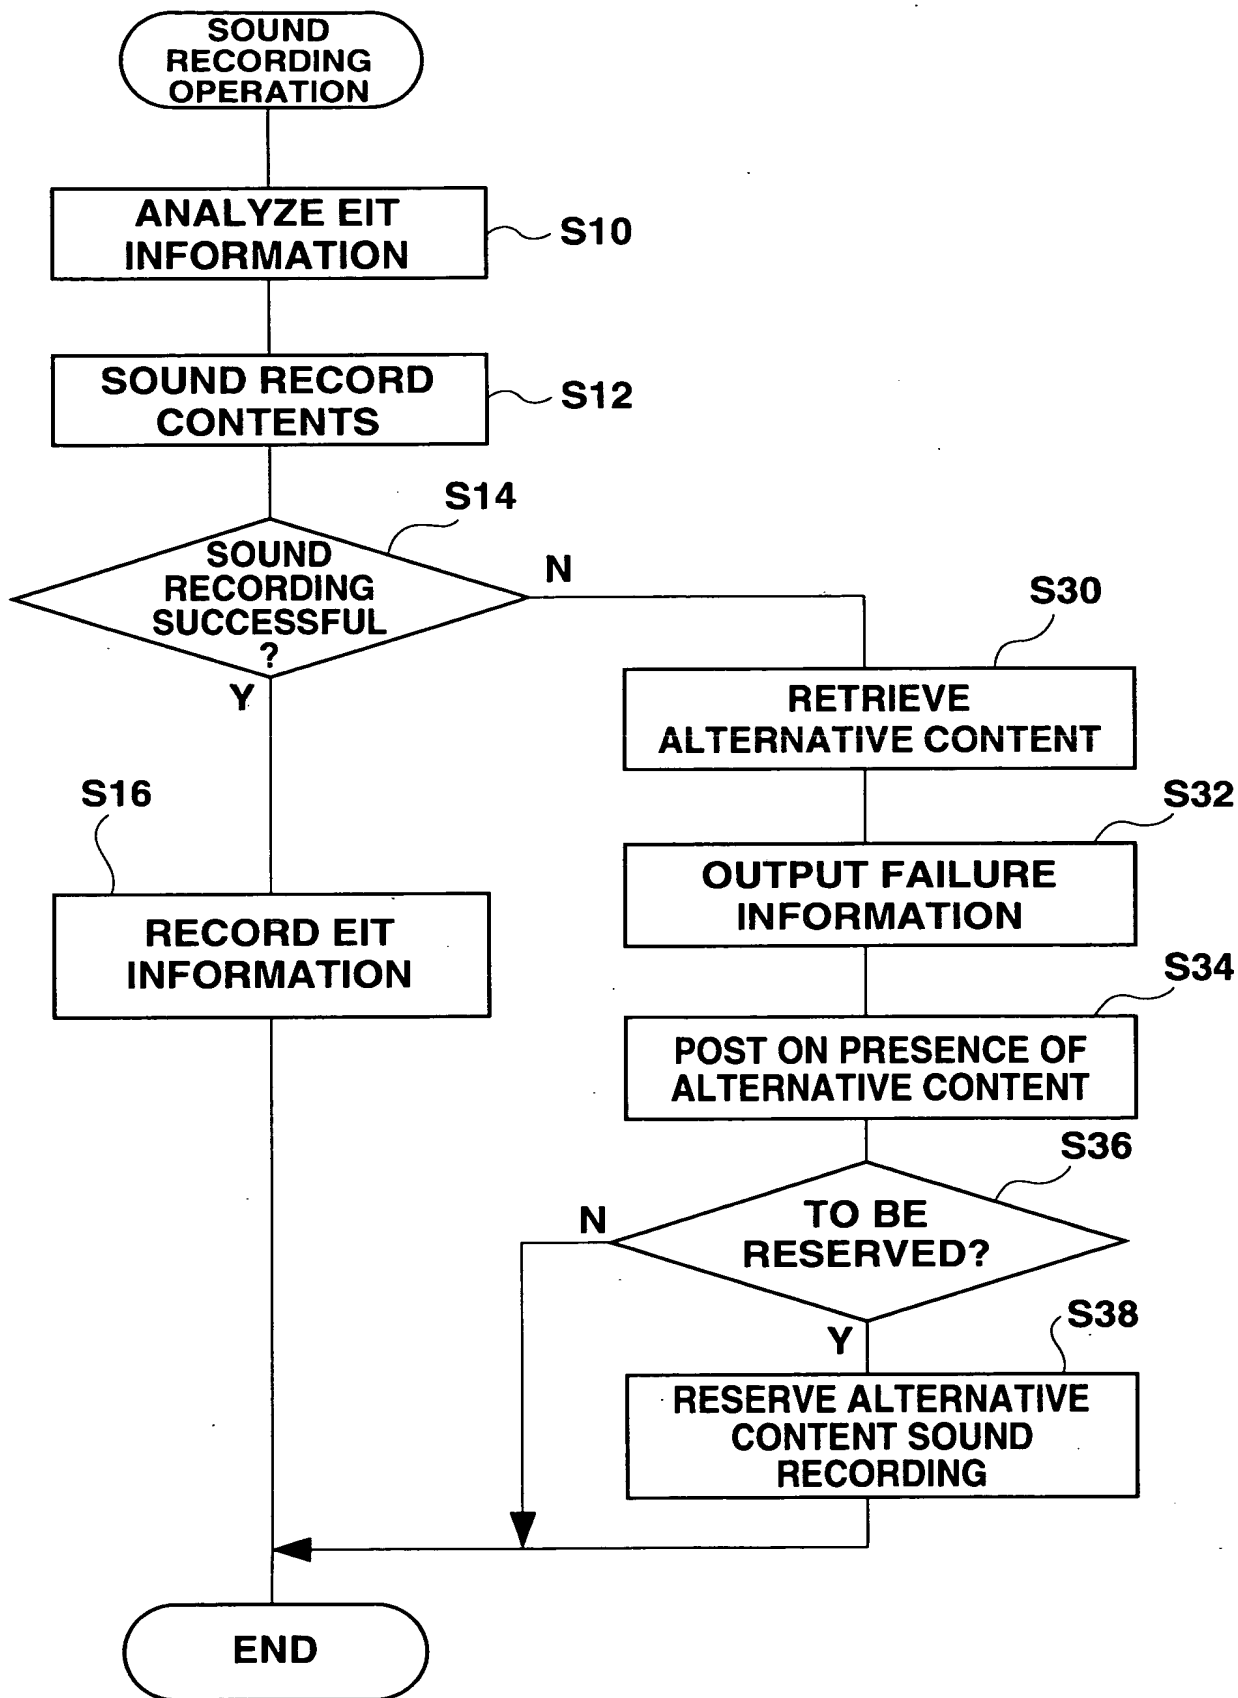 SOUND
RECORDING
OPERATION
ANALYZE EIT
INFORMATION
S10
SOUND RECORD
CONTENTS
S12
S14
SOUND
RECORDING
SUCCESSFUL
?
N
Y
S16
RECORD EIT
INFORMATION
S30
RETRIEVE
ALTERNATIVE CONTENT
S32
OUTPUT FAILURE
INFORMATION
S34
POST ON PRESENCE OF
ALTERNATIVE CONTENT
S36
TO BE
RESERVED?
N
Y
S38
RESERVE ALTERNATIVE
CONTENT SOUND
RECORDING
END